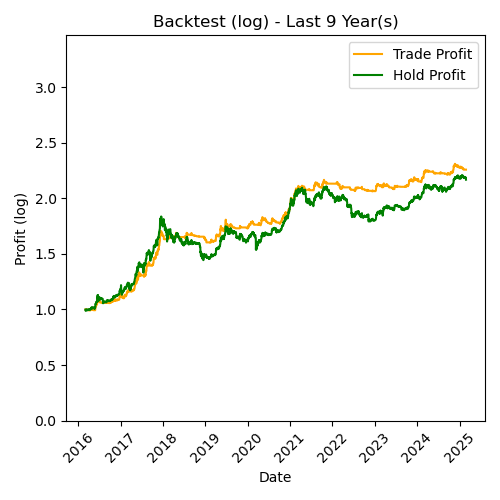 Backtest (log) - Last 9 Year(s)
Trade Profit
Hold Profit
Profit (log)
3.0
2.5
2.0
1.5
1.0
0.5
0.0
2016 2017 2018 2019 2020 2021 2022 2023 2024 2025
Date